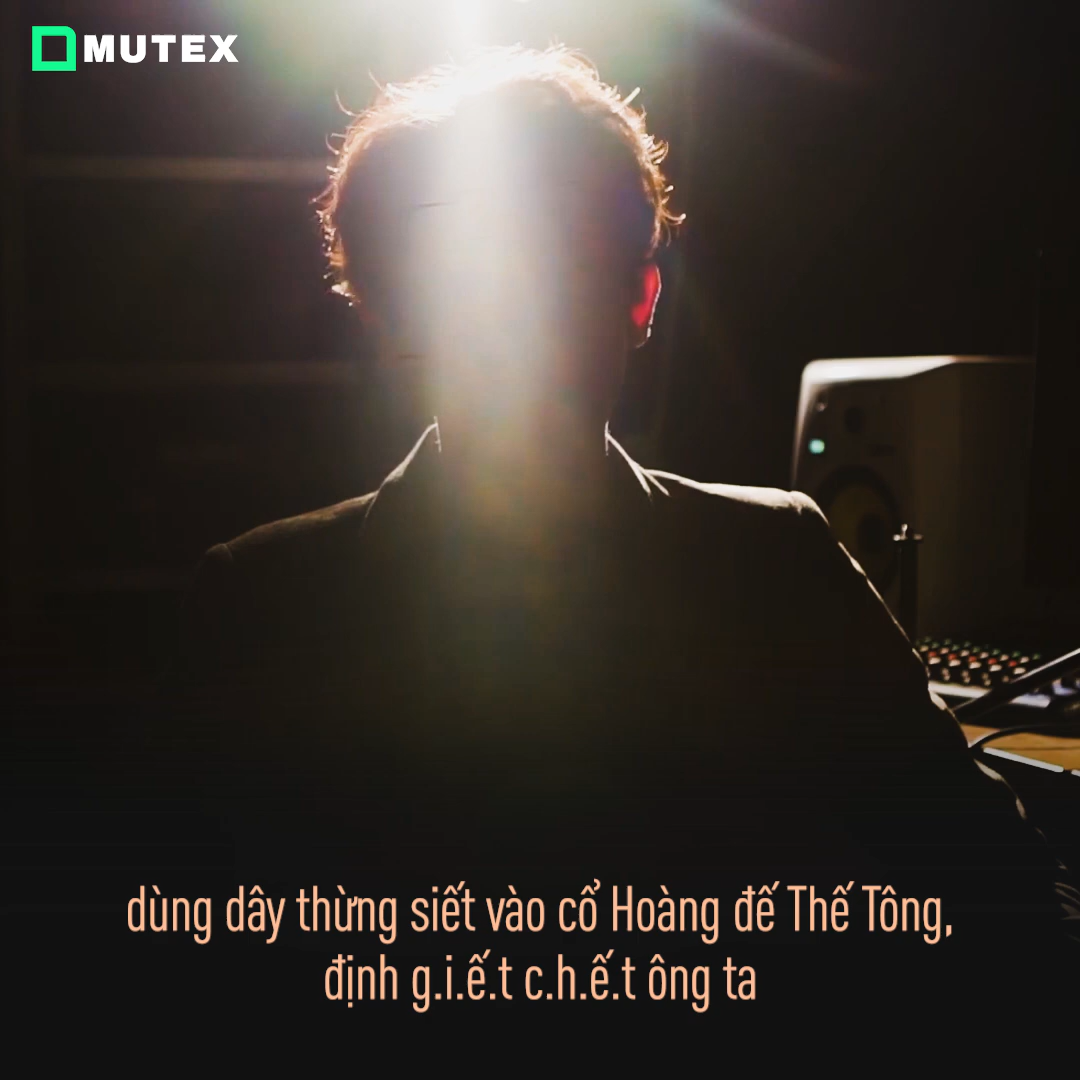 MUTEX
dùng dây thừng siết vào cổ Hoàng đế Thế Tông,
định g.i.ế.t c.h.ế.t ông ta